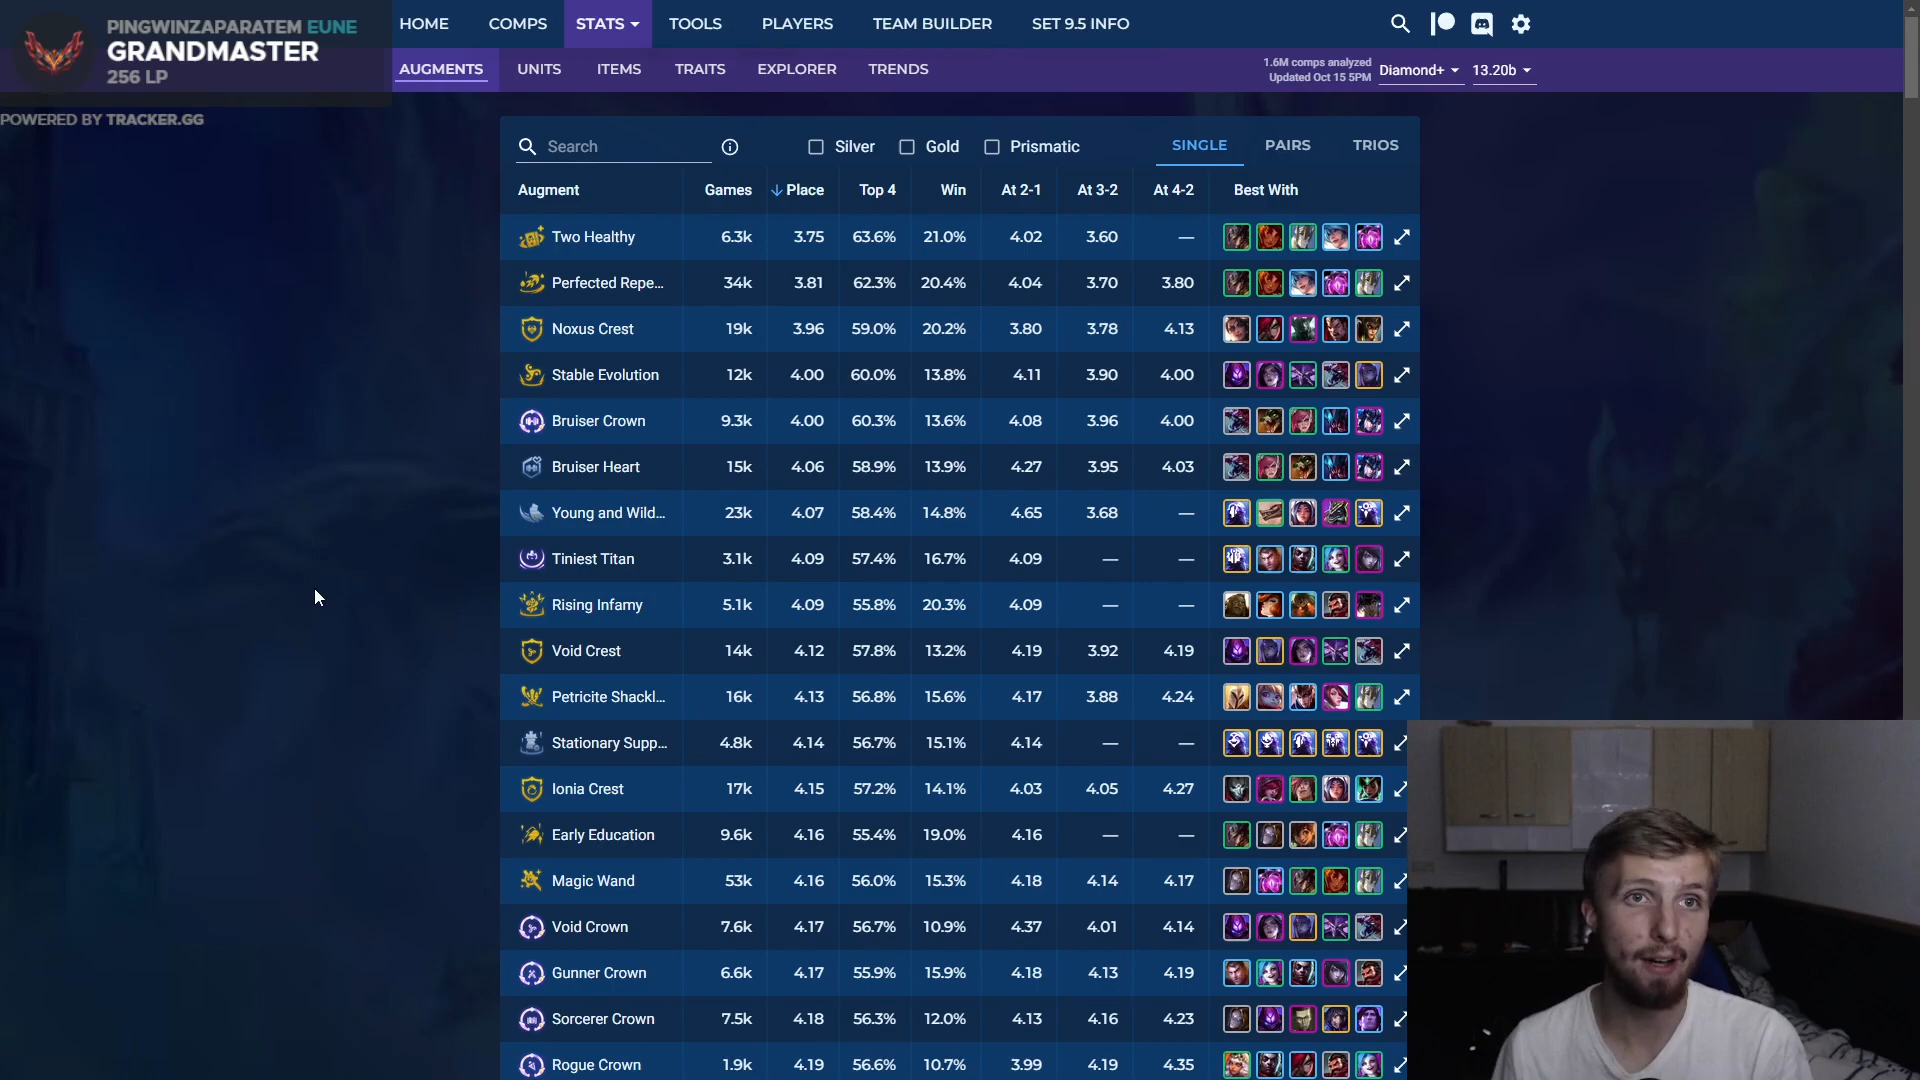 PINGWINZAPARATEM EUNE
GRANDMASTER
256 LP
POWERED BY TRACKER.GG
HOME COMPS STATS TOOLS PLAYERS TEAM BUILDER SET 9.5 INFO
AUGMENTS UNITS ITEMS TRAITS EXPLORER TRENDS
1.6M comps analyzed
Updated Oct 15 5PM
Diamond+ 13.20b
Search Silver Gold Prismatic SINGLE PAIRS TRIOS
Augment Games Place Top 4 Win At 2-1 At 3-2 At 4-2 Best With
Two Healthy 6.3k 3.75 63.6% 21.0% 4.02 3.60 —
Perfected Repe... 34k 3.81 62.3% 20.4% 4.04 3.70 3.80
Noxus Crest 19k 3.96 59.0% 20.2% 3.80 3.78 4.13
Stable Evolution 12k 4.00 60.0% 13.8% 4.11 3.90 4.00
Bruiser Crown 9.3k 4.00 60.3% 13.6% 4.08 3.96 4.00
Bruiser Heart 15k 4.06 58.9% 13.9% 4.27 3.95 4.03
Young and Wild... 23k 4.07 58.4% 14.8% 4.65 3.68 —
Tiniest Titan 3.1k 4.09 57.4% 16.7% 4.09 — —
Rising Infamy 5.1k 4.09 55.8% 20.3% 4.09 — —
Void Crest 14k 4.12 57.8% 13.2% 4.19 3.92 4.19
Petricite Shackl... 16k 4.13 56.8% 15.6% 4.17 3.88 4.24
Stationary Supp... 4.8k 4.14 56.7% 15.1% 4.14 — —
Ionia Crest 17k 4.15 57.2% 14.1% 4.03 4.05 4.27
Early Education 9.6k 4.16 55.4% 19.0% 4.16 — —
Magic Wand 53k 4.16 56.0% 15.3% 4.18 4.14 4.17
Void Crown 7.6k 4.17 56.7% 10.9% 4.37 4.01 4.14
Gunner Crown 6.6k 4.17 55.9% 15.9% 4.18 4.13 4.19
Sorcerer Crown 7.5k 4.18 56.3% 12.0% 4.13 4.16 4.23
Rogue Crown 1.9k 4.19 56.6% 10.7% 3.99 4.19 4.35